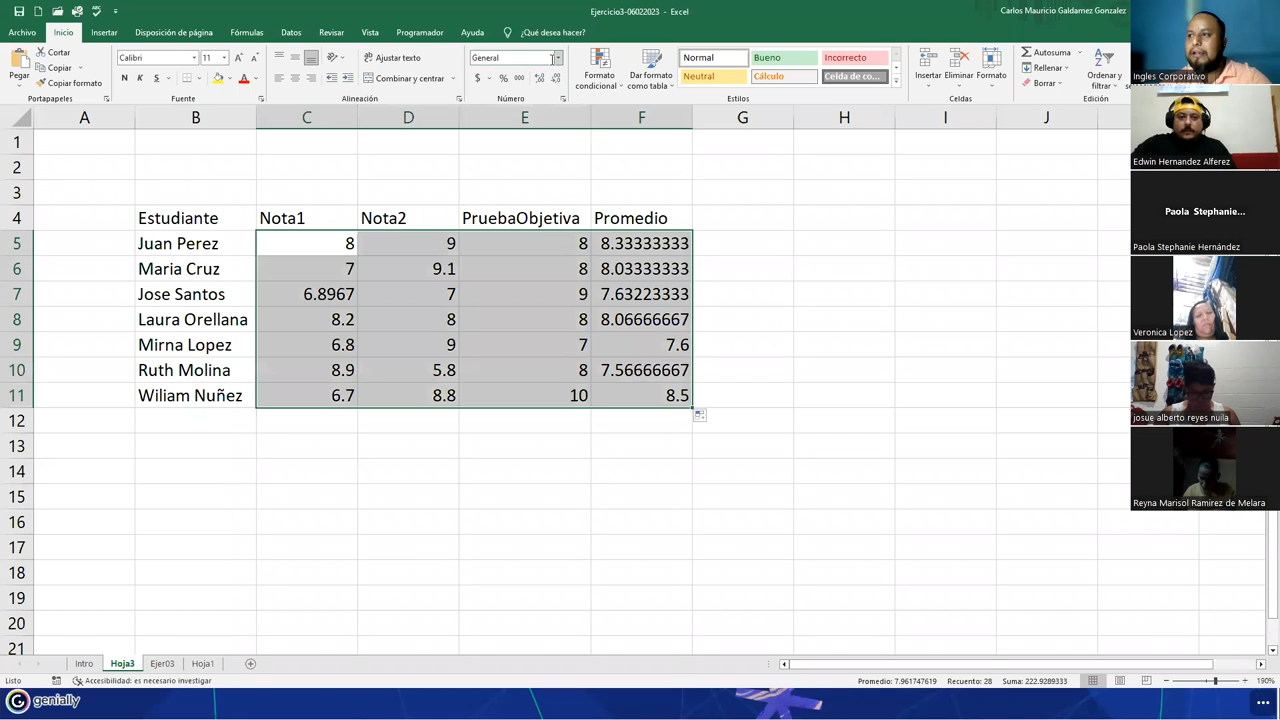 Ejercicio3-06022023 - Excel
Carlos Mauricio Galdamez Gonzalez
Archivo Inicio Insertar Disposición de página Fórmulas Datos Revisar Vista Programador Ayuda ¿Qué desea hacer?
Pegar
Cortar
Copiar
Copiar formato
Portapapeles
Calibri 11
N K S
Fuente
Ajustar texto
Combinar y centrar
Alineación
General
$ % 000
Número
Formato condicional
Dar formato como tabla
Normal Bueno Incorrecto
Neutral Cálculo Celda de co...
Estilos
Insertar Eliminar Formato
Celdas
Autosuma
Rellenar
Borrar
Ordenar y filtrar
Edición
A B C D E F G H I J
1
2
3
4 Estudiante Nota1 Nota2 PruebaObjetiva Promedio
5 Juan Perez 8 9 8 8.33333333
6 Maria Cruz 7 9.1 8 8.03333333
7 Jose Santos 6.8967 7 9 7.63223333
8 Laura Orellana 8.2 8 8 8.06666667
9 Mirna Lopez 6.8 9 7 7.6
10 Ruth Molina 8.9 5.8 8 7.56666667
11 Wiliam Nuñez 6.7 8.8 10 8.5
12
13
14
15
16
17
18
19
20
21
Intro Hoja3 Ejer03 Hoja1
Listo Accesibilidad: es necesario investigar Promedio: 7.961747619 Recuento: 28 Suma: 222.9289333 190%
genially
Ingles Corporativo
Edwin Hernandez Alferez
Paola Stephanie...
Paola Stephanie Hernández
Veronica Lopez
josue alberto reyes nuila
Reyna Marisol Ramirez de Melara